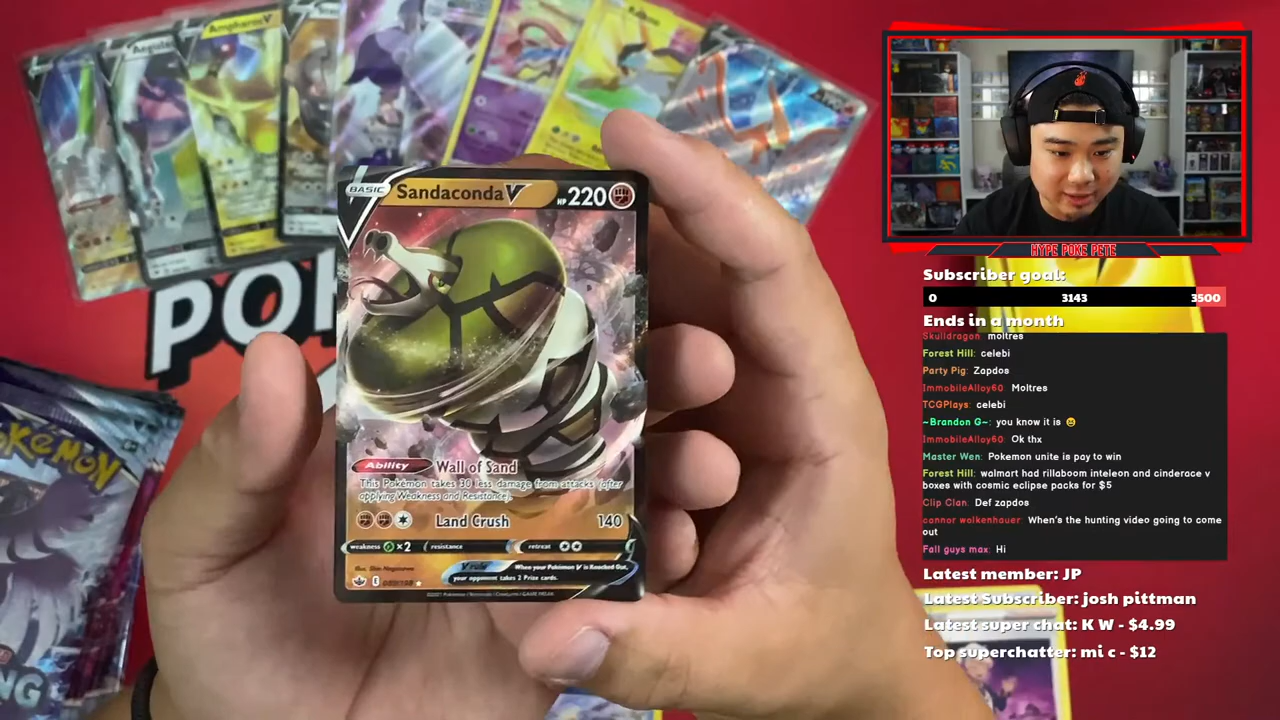 Ampharos V
BASIC
Sandaconda V
HP 220
POK
POKÉMON
Ability Wall of Sand
This Pokémon takes 30 less damage from attacks (after
applying Weakness and Resistance).
Land Crush 140
weakness ×2 resistance retreat
V rule When your Pokémon V is Knocked Out,
your opponent takes 2 Prize cards.
HYPE POKE PETE
Subscriber goal:
0 3143 3500
Ends in a month
Skulldragon moltres
Forest Hill: celebi
Party Pig: Zapdos
ImmobileAlloy60 Moltres
TCGPlays: celebi
~Brandon G~: you know it is 😃
ImmobileAlloy60 Ok thx
Master Wen: Pokemon unite is pay to win
Forest Hill: walmart had rillaboom inteleon and cinderace v
boxes with cosmic eclipse packs for $5
Clip Clan: Def zapdos
connor walkenhauer When's the hunting video going to come
out
Fall guys max: Hi
Latest member: JP
Latest Subscriber: josh pittman
Latest super chat: K W - $4.99
Top superchatter: mi c - $12